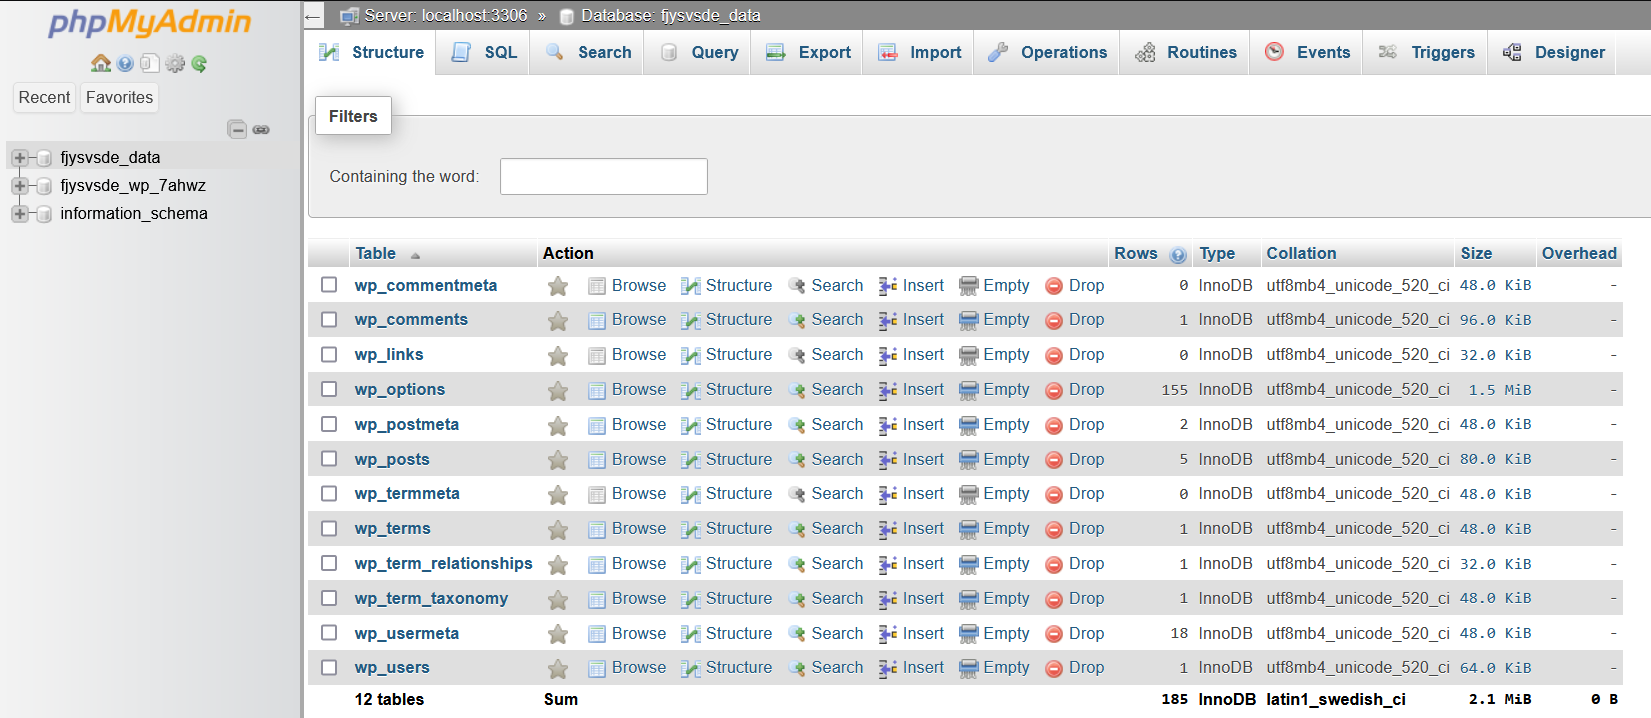 phpMyAdmin
Server: localhost:3306 » Database: fjysvsde_data
Structure SQL Search Query Export Import Operations Routines Events Triggers Designer
Recent Favorites
fjysvsde_data
fjysvsde_wp_7ahwz
information_schema
Filters
Containing the word:
Table Action Rows Type Collation Size Overhead
wp_commentmeta Browse Structure Search Insert Empty Drop 0 InnoDB utf8mb4_unicode_520_ci 48.0 KiB -
wp_comments Browse Structure Search Insert Empty Drop 1 InnoDB utf8mb4_unicode_520_ci 96.0 KiB -
wp_links Browse Structure Search Insert Empty Drop 0 InnoDB utf8mb4_unicode_520_ci 32.0 KiB -
wp_options Browse Structure Search Insert Empty Drop 155 InnoDB utf8mb4_unicode_520_ci 1.5 MiB -
wp_postmeta Browse Structure Search Insert Empty Drop 2 InnoDB utf8mb4_unicode_520_ci 48.0 KiB -
wp_posts Browse Structure Search Insert Empty Drop 5 InnoDB utf8mb4_unicode_520_ci 80.0 KiB -
wp_termmeta Browse Structure Search Insert Empty Drop 0 InnoDB utf8mb4_unicode_520_ci 48.0 KiB -
wp_terms Browse Structure Search Insert Empty Drop 1 InnoDB utf8mb4_unicode_520_ci 48.0 KiB -
wp_term_relationships Browse Structure Search Insert Empty Drop 1 InnoDB utf8mb4_unicode_520_ci 32.0 KiB -
wp_term_taxonomy Browse Structure Search Insert Empty Drop 1 InnoDB utf8mb4_unicode_520_ci 48.0 KiB -
wp_usermeta Browse Structure Search Insert Empty Drop 18 InnoDB utf8mb4_unicode_520_ci 48.0 KiB -
wp_users Browse Structure Search Insert Empty Drop 1 InnoDB utf8mb4_unicode_520_ci 64.0 KiB -
12 tables Sum 185 InnoDB latin1_swedish_ci 2.1 MiB 0 B